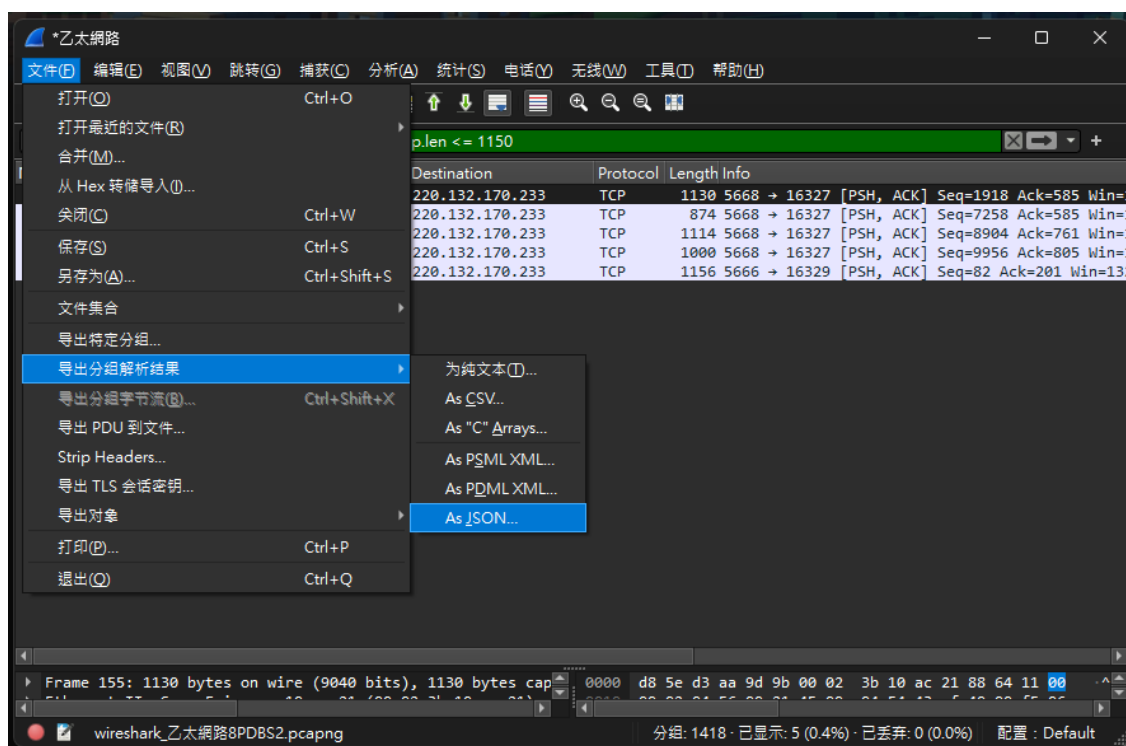 *乙太網路
文件(F) 编辑(E) 视图(V) 跳转(G) 捕获(C) 分析(A) 统计(S) 电话(Y) 无线(W) 工具(T) 帮助(H)
打开(O) Ctrl+O
打开最近的文件(R)
合并(M)...
从 Hex 转储导入(I)...
关闭(C) Ctrl+W
保存(S) Ctrl+S
另存为(A)... Ctrl+Shift+S
文件集合
导出特定分组...
导出分组解析结果
导出分组字节流(B)... Ctrl+Shift+X
导出 PDU 到文件...
Strip Headers...
导出 TLS 会话密钥...
导出对象
打印(P)... Ctrl+P
退出(Q) Ctrl+Q
为纯文本(T)...
As CSV...
As "C" Arrays...
As PSML XML...
As PDML XML...
As JSON...
p.len <= 1150
Destination Protocol Length Info
220.132.170.233 TCP 1130 5668 → 16327 [PSH, ACK] Seq=1918 Ack=585 Win=
220.132.170.233 TCP 874 5668 → 16327 [PSH, ACK] Seq=7258 Ack=585 Win=
220.132.170.233 TCP 1114 5668 → 16327 [PSH, ACK] Seq=8904 Ack=761 Win=
220.132.170.233 TCP 1000 5668 → 16327 [PSH, ACK] Seq=9956 Ack=805 Win=
220.132.170.233 TCP 1156 5666 → 16329 [PSH, ACK] Seq=82 Ack=201 Win=13
Frame 155: 1130 bytes on wire (9040 bits), 1130 bytes cap
0000 d8 5e d3 aa 9d 9b 00 02 3b 10 ac 21 88 64 11 00
wireshark_乙太網路8PDBS2.pcapng 分組: 1418 · 已显示: 5 (0.4%) · 已丢弃: 0 (0.0%) 配置：Default